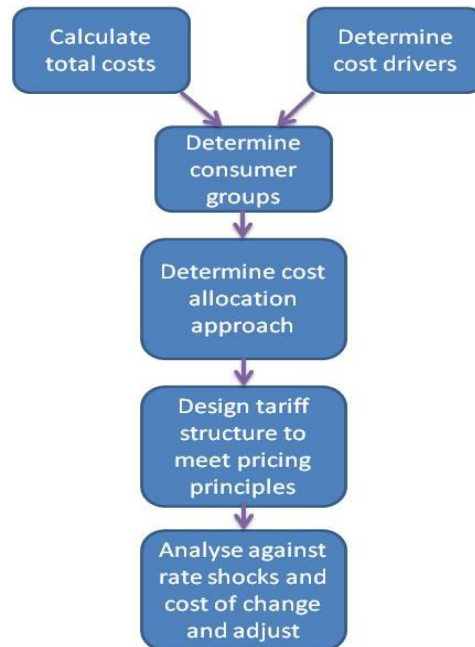 Calculate
total costs
Determine
cost drivers
Determine
consumer
groups
Determine cost
allocation
approach
Design tariff
structure to
meet pricing
principles
Analyse against
rate shocks and
cost of change
and adjust